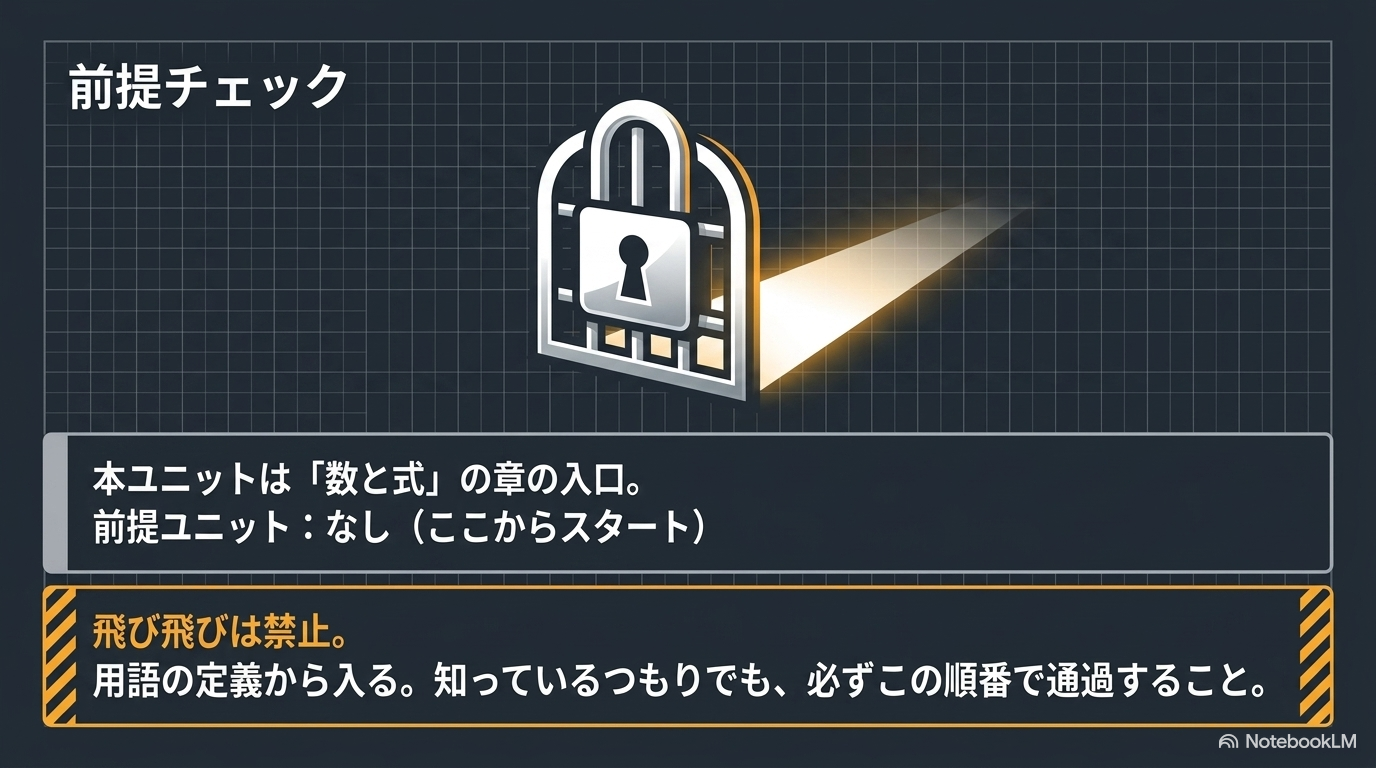 前提チェック
本ユニットは「数と式」の章の入口。
前提ユニット：なし（ここからスタート）
飛び飛びは禁止。
用語の定義から入る。知っているつもりでも、必ずこの順番で通過すること。
NotebookLM